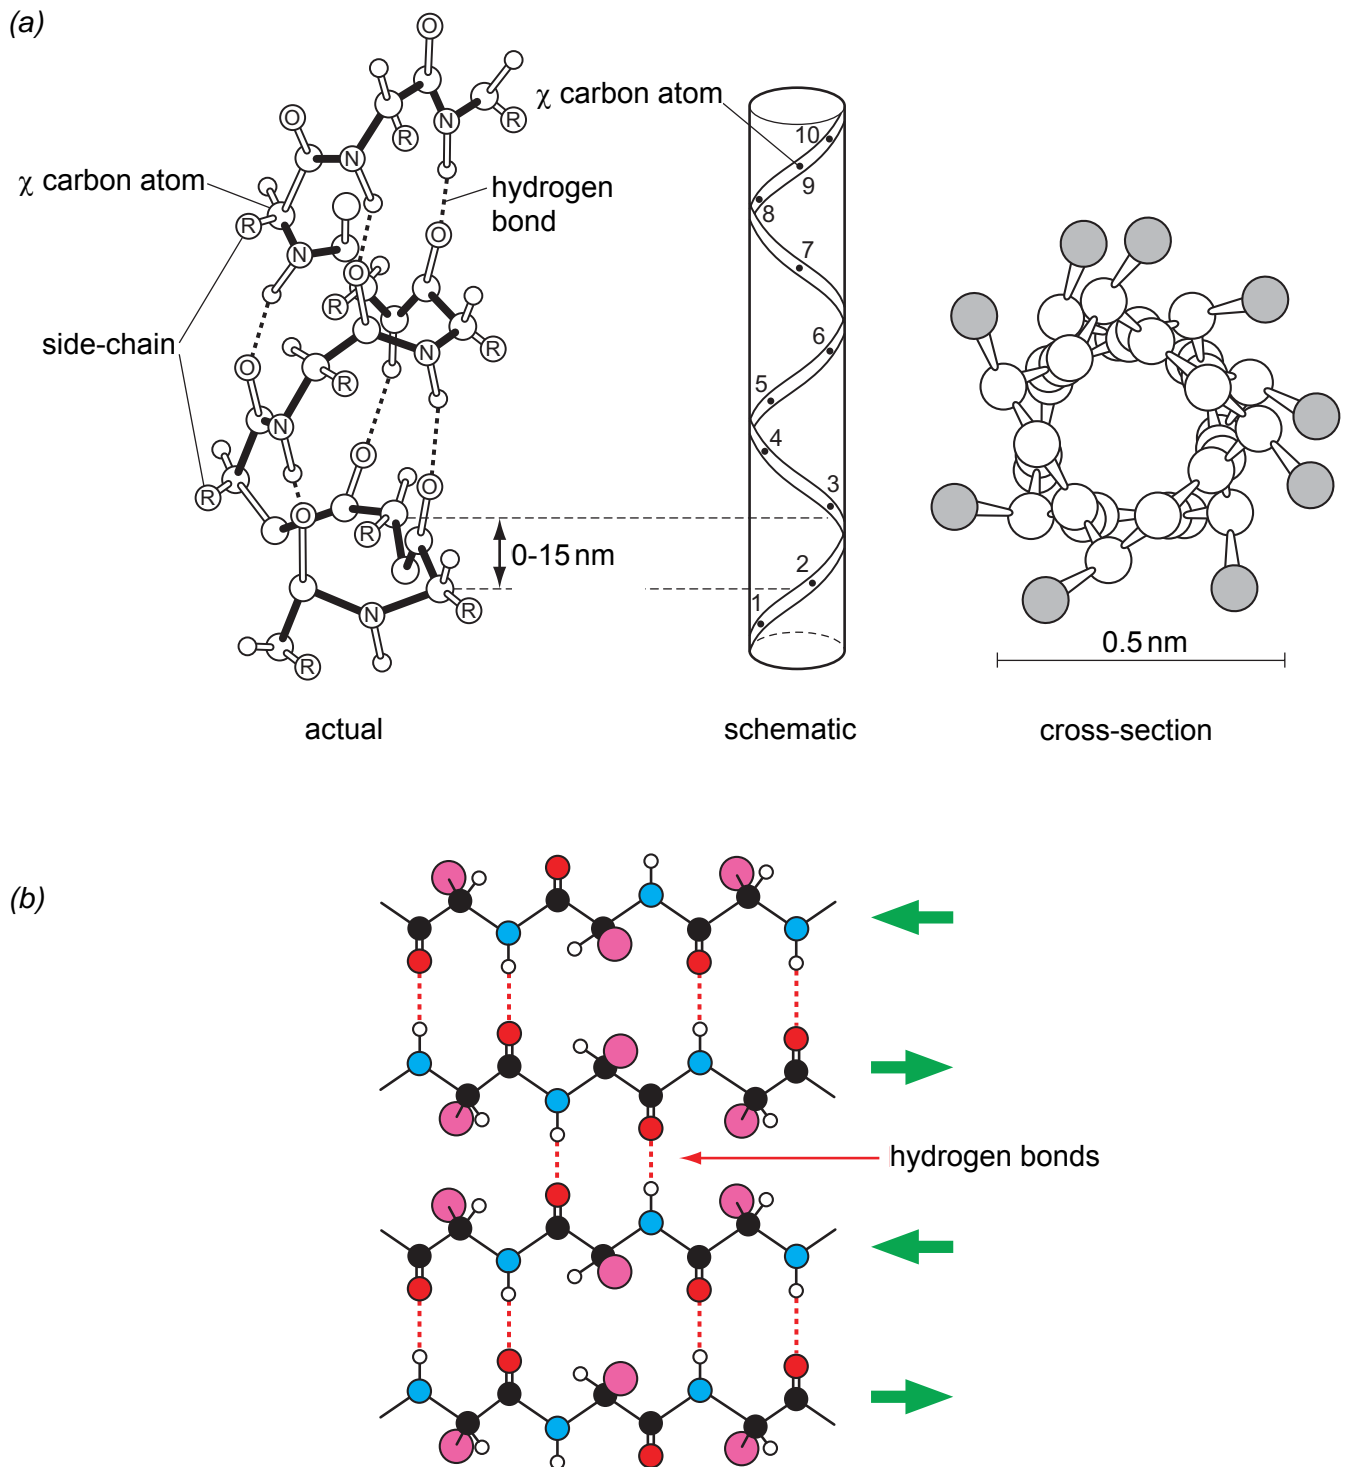 (a)
χ carbon atom
χ carbon atom
hydrogen
bond
side-chain
0-15 nm
O
O
N
R
R
O
N
R
N
O
O
R
R
N
O
R
N
O
R
O
O
R
N
R
R
10
9
8
7
6
5
4
3
2
1
0.5 nm
actual
schematic
cross-section
(b)
hydrogen bonds